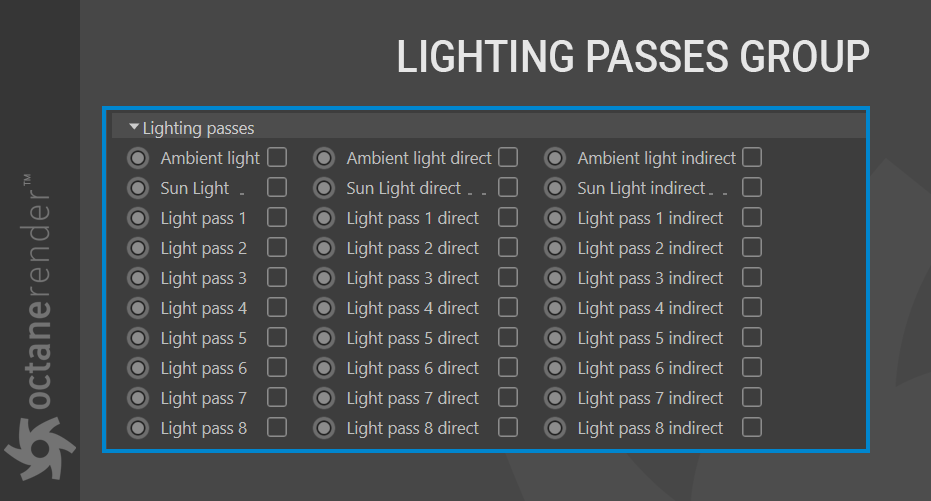 LIGHTING PASSES GROUP
Lighting passes
Ambient light Ambient light direct Ambient light indirect
Sun Light Sun Light direct Sun Light indirect
Light pass 1 Light pass 1 direct Light pass 1 indirect
Light pass 2 Light pass 2 direct Light pass 2 indirect
Light pass 3 Light pass 3 direct Light pass 3 indirect
Light pass 4 Light pass 4 direct Light pass 4 indirect
Light pass 5 Light pass 5 direct Light pass 5 indirect
Light pass 6 Light pass 6 direct Light pass 6 indirect
Light pass 7 Light pass 7 direct Light pass 7 indirect
Light pass 8 Light pass 8 direct Light pass 8 indirect
octanerender™